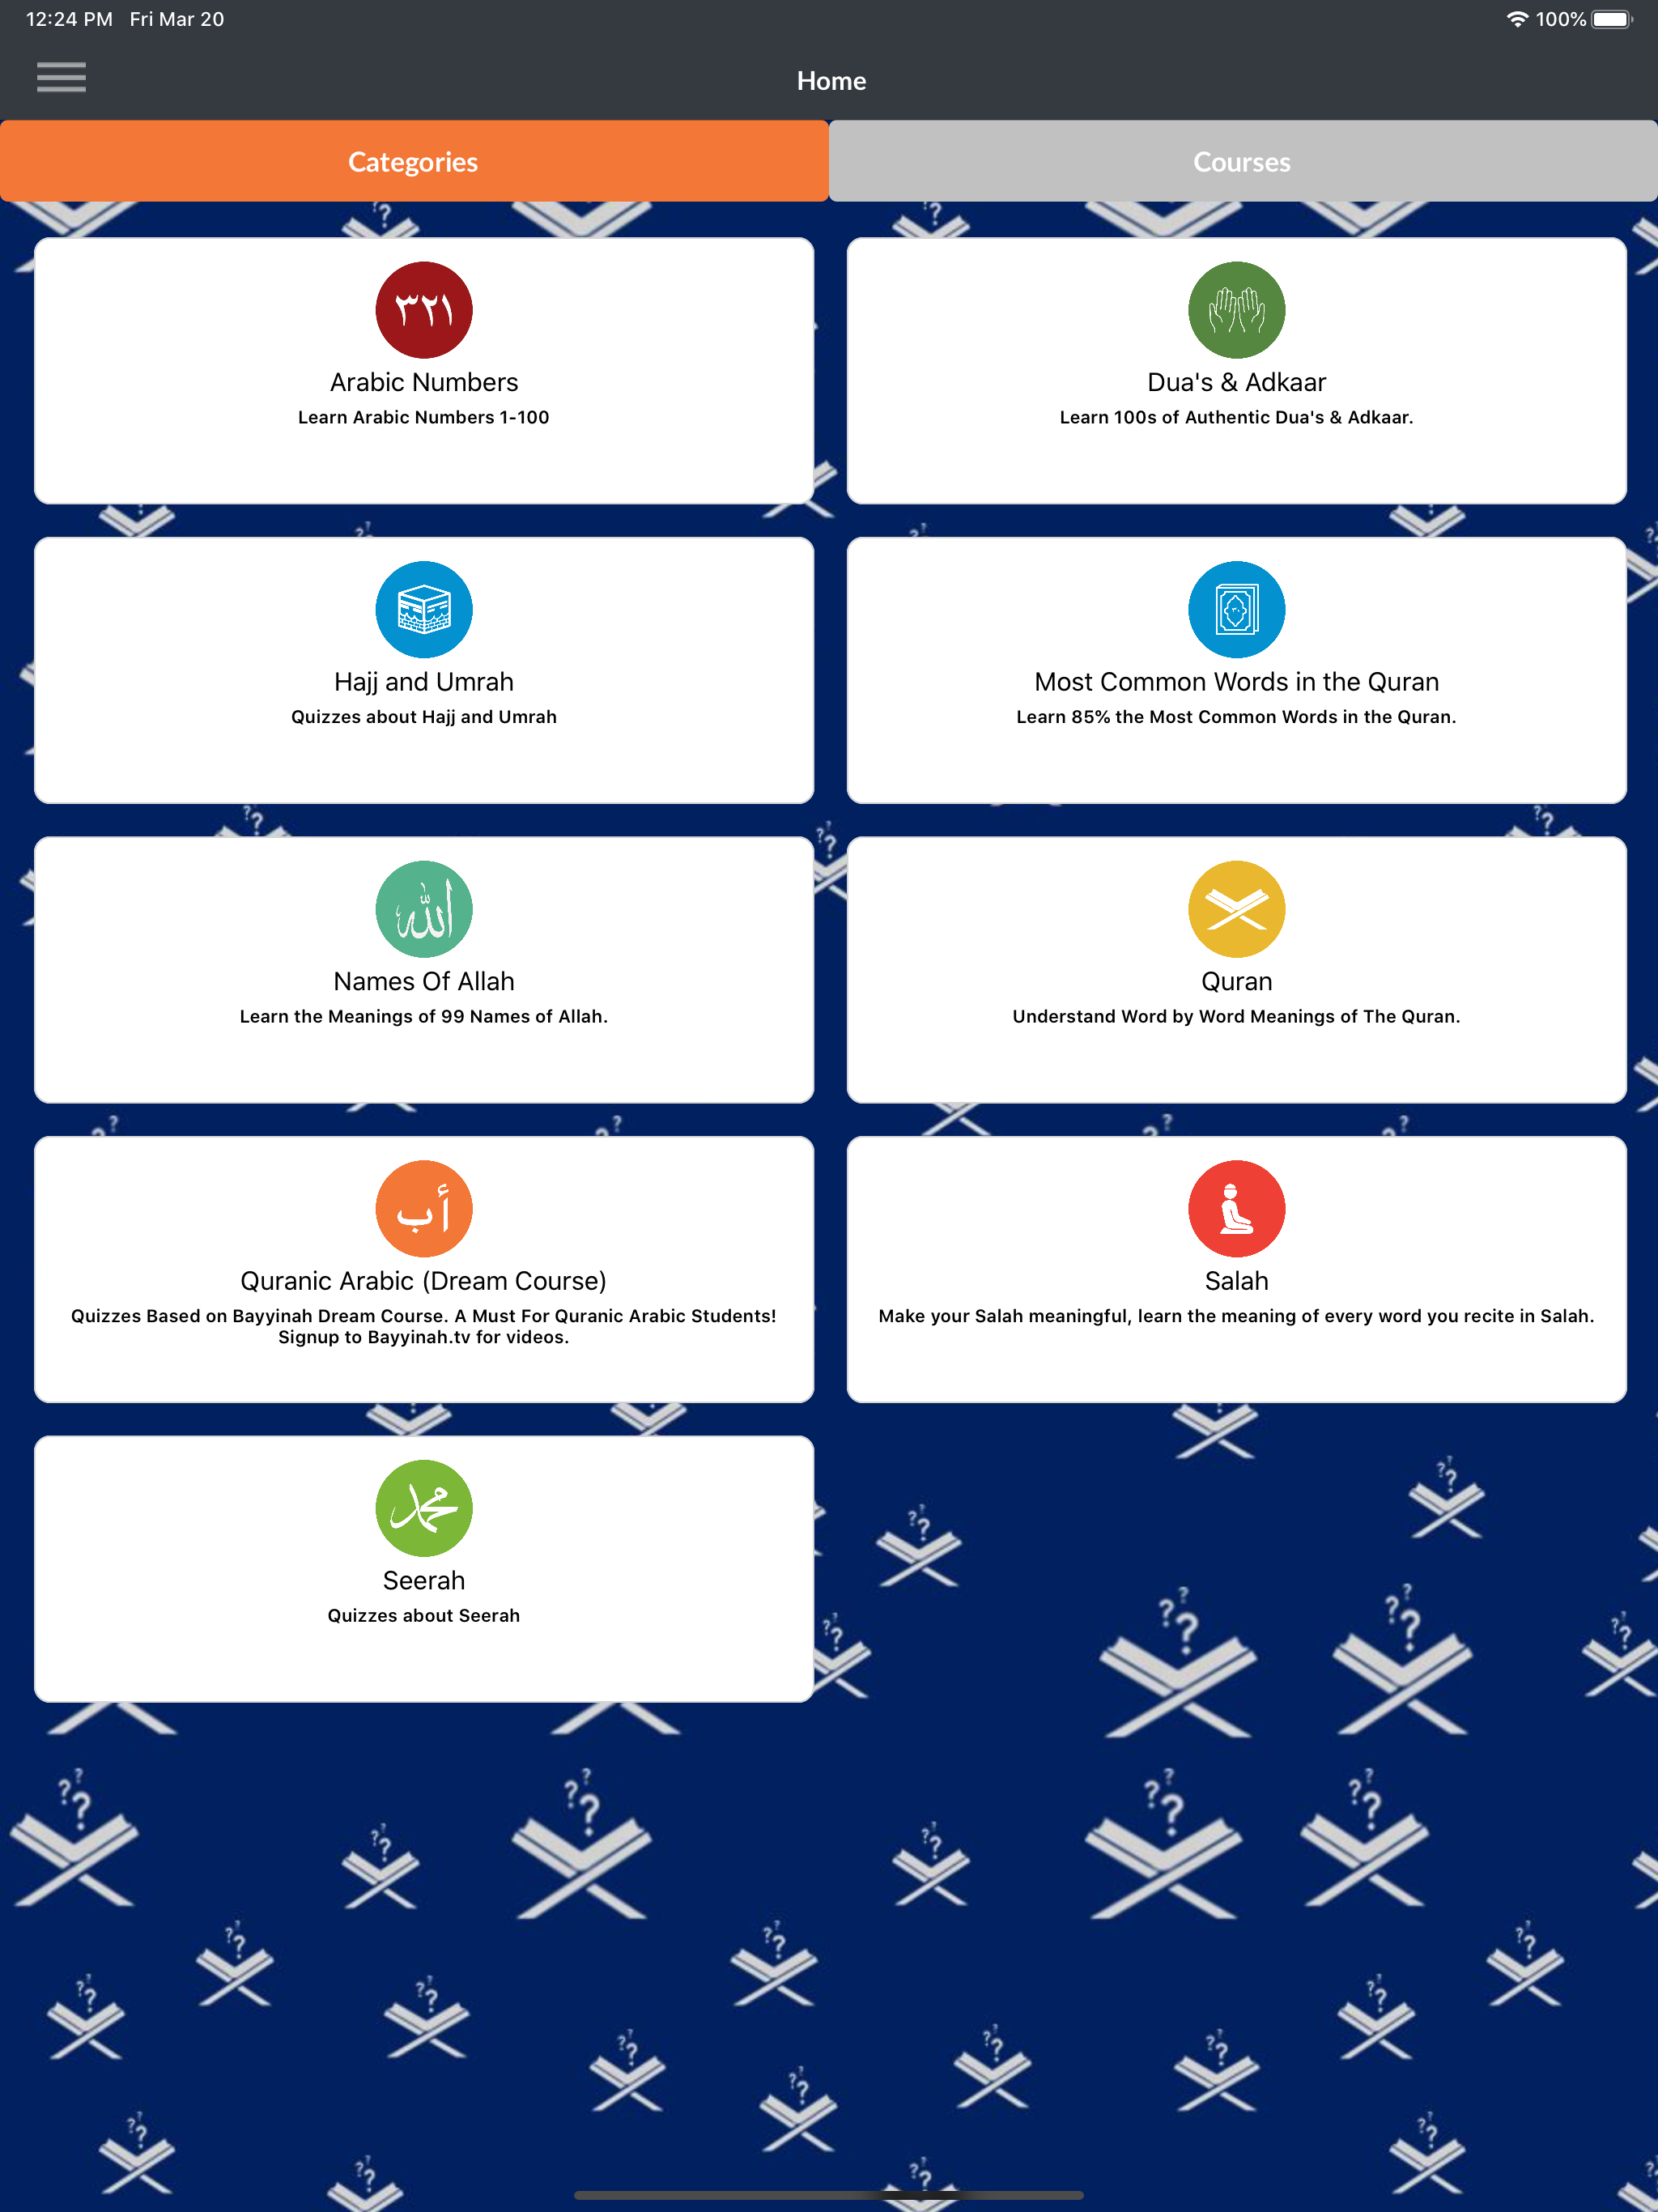 12:24 PM Fri Mar 20
100%
Home
Categories
Courses
٣٢١
Arabic Numbers
Learn Arabic Numbers 1-100
Dua's & Adkaar
Learn 100s of Authentic Dua's & Adkaar.
Hajj and Umrah
Quizzes about Hajj and Umrah
Most Common Words in the Quran
Learn 85% the Most Common Words in the Quran.
الله
Names Of Allah
Learn the Meanings of 99 Names of Allah.
Quran
Understand Word by Word Meanings of The Quran.
أب
Quranic Arabic (Dream Course)
Quizzes Based on Bayyinah Dream Course. A Must For Quranic Arabic Students!
Signup to Bayyinah.tv for videos.
Salah
Make your Salah meaningful, learn the meaning of every word you recite in Salah.
محمد
Seerah
Quizzes about Seerah